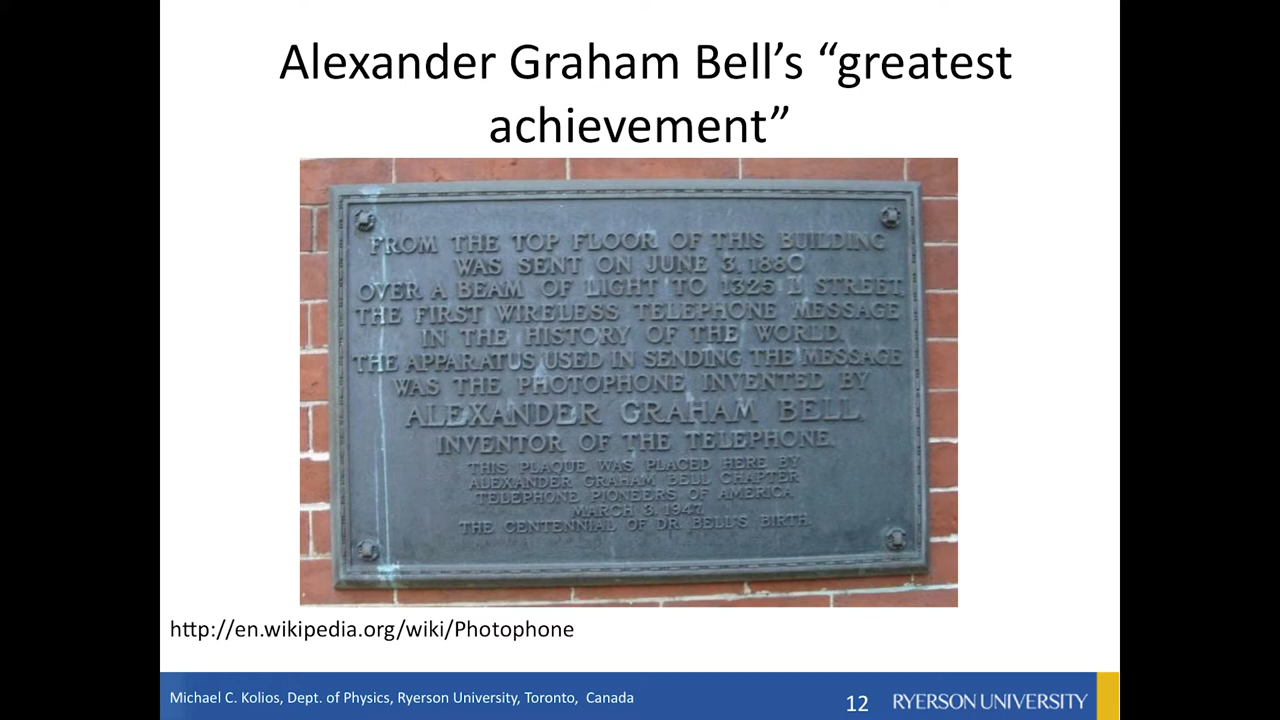 Alexander Graham Bell’s “greatest
achievement”
FROM THE TOP FLOOR OF THIS BUILDING
WAS SENT ON JUNE 3, 1880
OVER A BEAM OF LIGHT TO 1325 L STREET,
THE FIRST WIRELESS TELEPHONE MESSAGE
IN THE HISTORY OF THE WORLD.
THE APPARATUS USED IN SENDING THE MESSAGE
WAS THE PHOTOPHONE INVENTED BY
ALEXANDER GRAHAM BELL
INVENTOR OF THE TELEPHONE.
THIS PLAQUE WAS PLACED HERE BY
ALEXANDER GRAHAM BELL CHAPTER
TELEPHONE PIONEERS OF AMERICA
MARCH 3, 1947.
THE CENTENNIAL OF DR. BELL'S BIRTH.
http://en.wikipedia.org/wiki/Photophone
Michael C. Kolios, Dept. of Physics, Ryerson University, Toronto, Canada
12
RYERSON UNIVERSITY